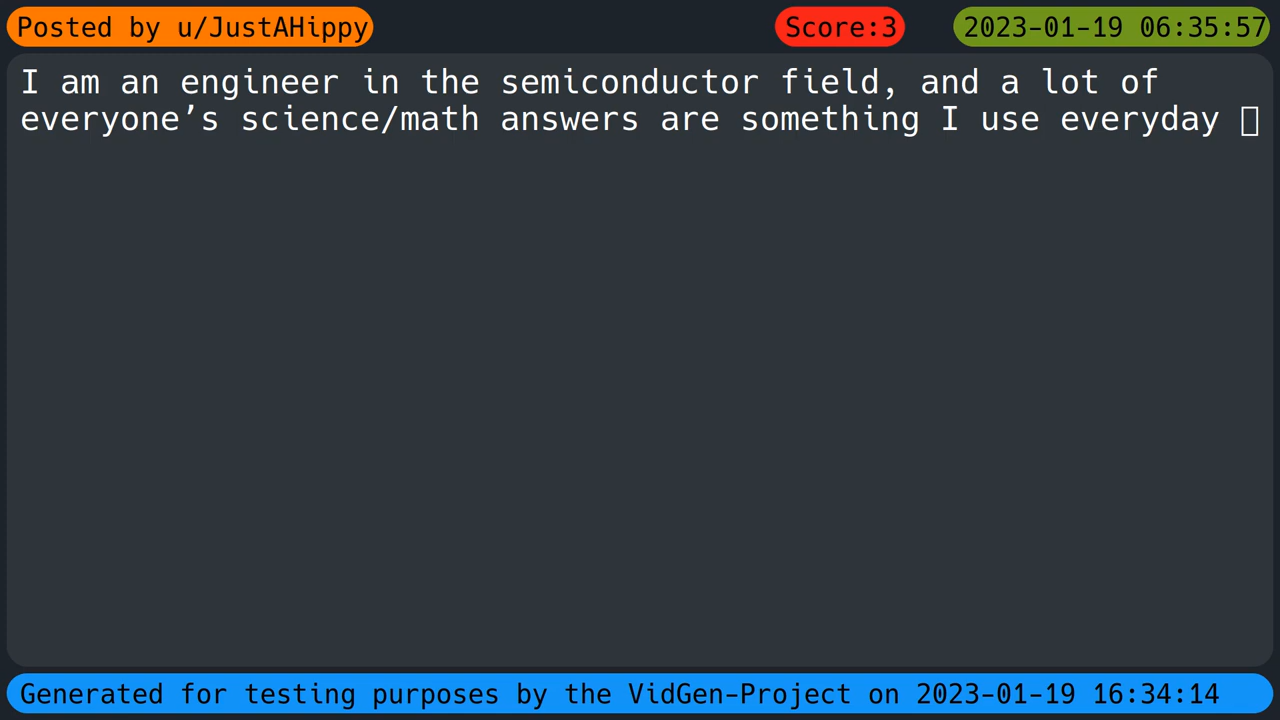 Posted by u/JustAHippy
Score:3
2023-01-19 06:35:57
I am an engineer in the semiconductor field, and a lot of
everyone’s science/math answers are something I use everyday
Generated for testing purposes by the VidGen-Project on 2023-01-19 16:34:14